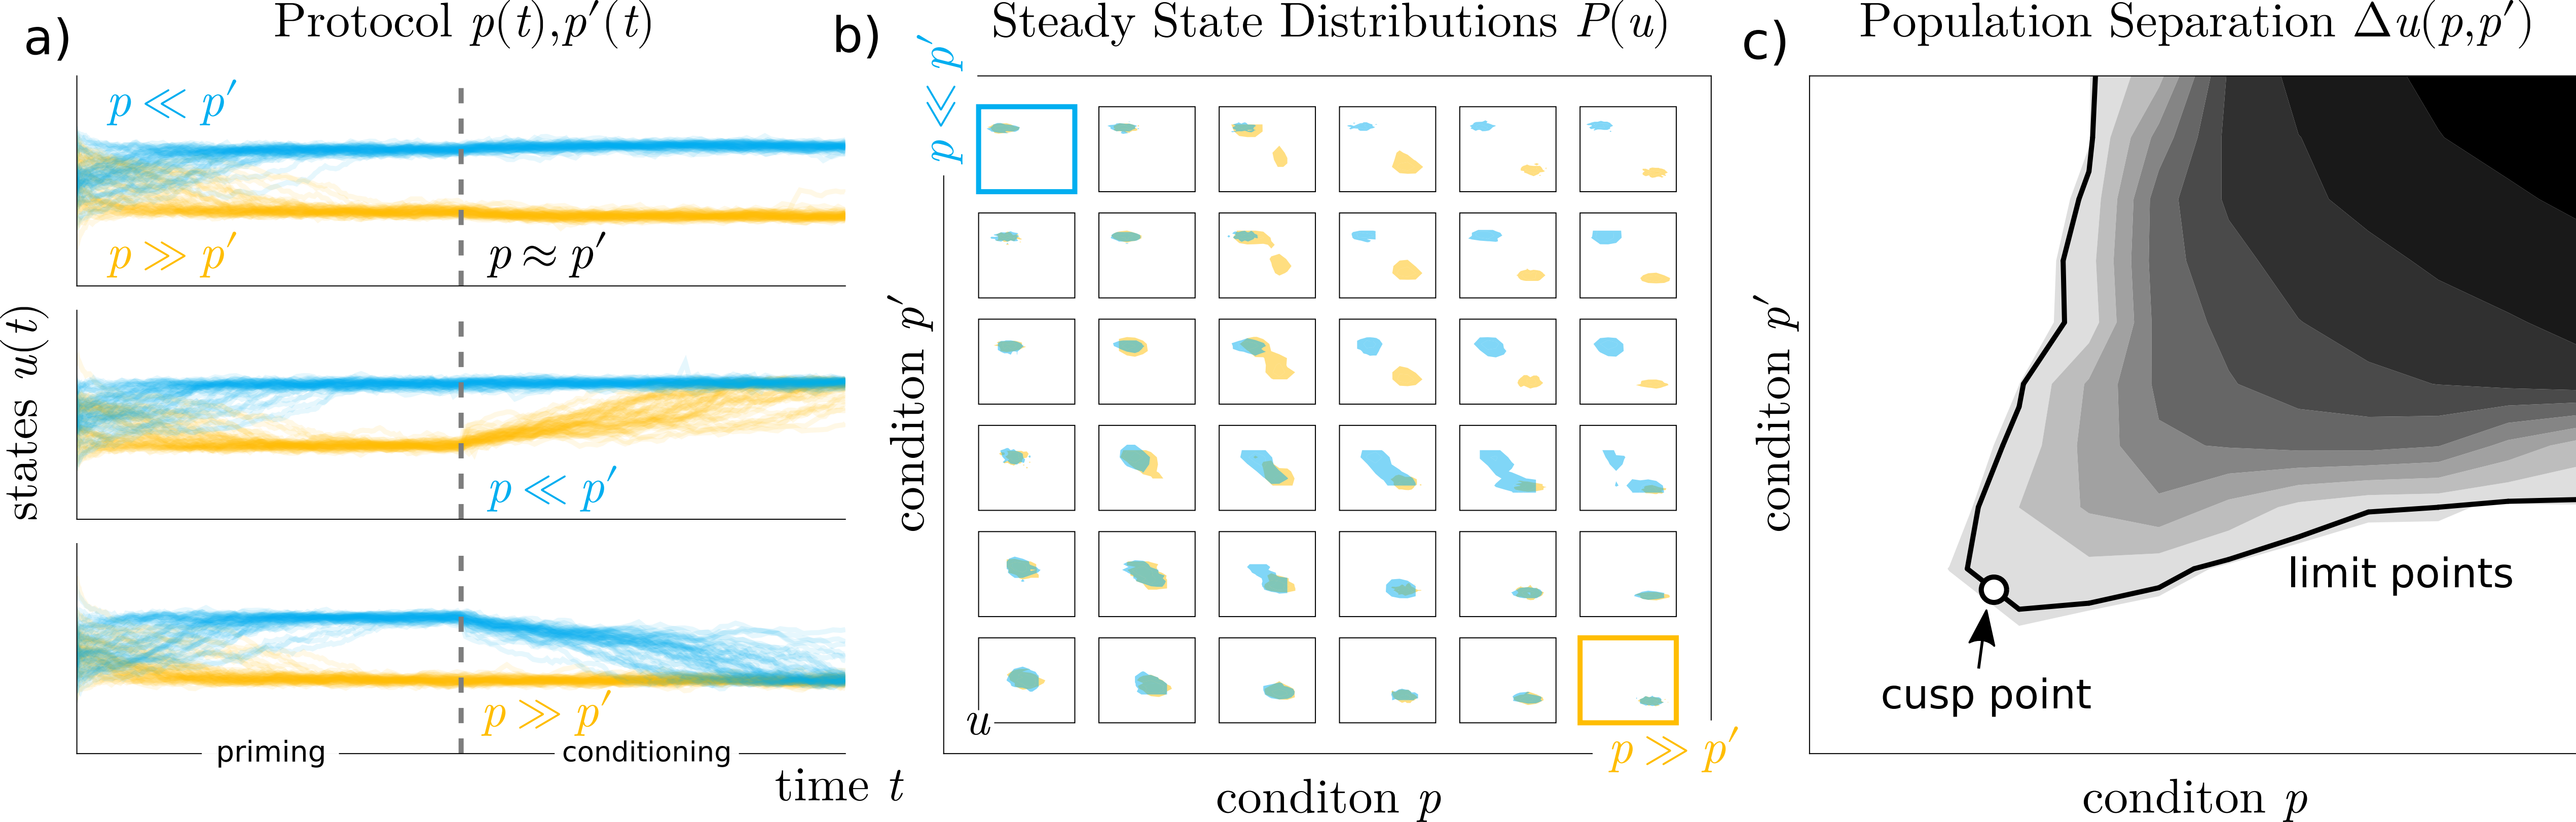 a)
Protocol p(t),p′(t)
p ≪ p′
p ≫ p′
p ≈ p′
p ≪ p′
p ≫ p′
states u(t)
priming
conditioning
time t
b)
Steady State Distributions P(u)
p ≪ p′
conditon p′
u
p ≫ p′
conditon p
c)
Population Separation Δu(p,p′)
conditon p′
limit points
cusp point
conditon p